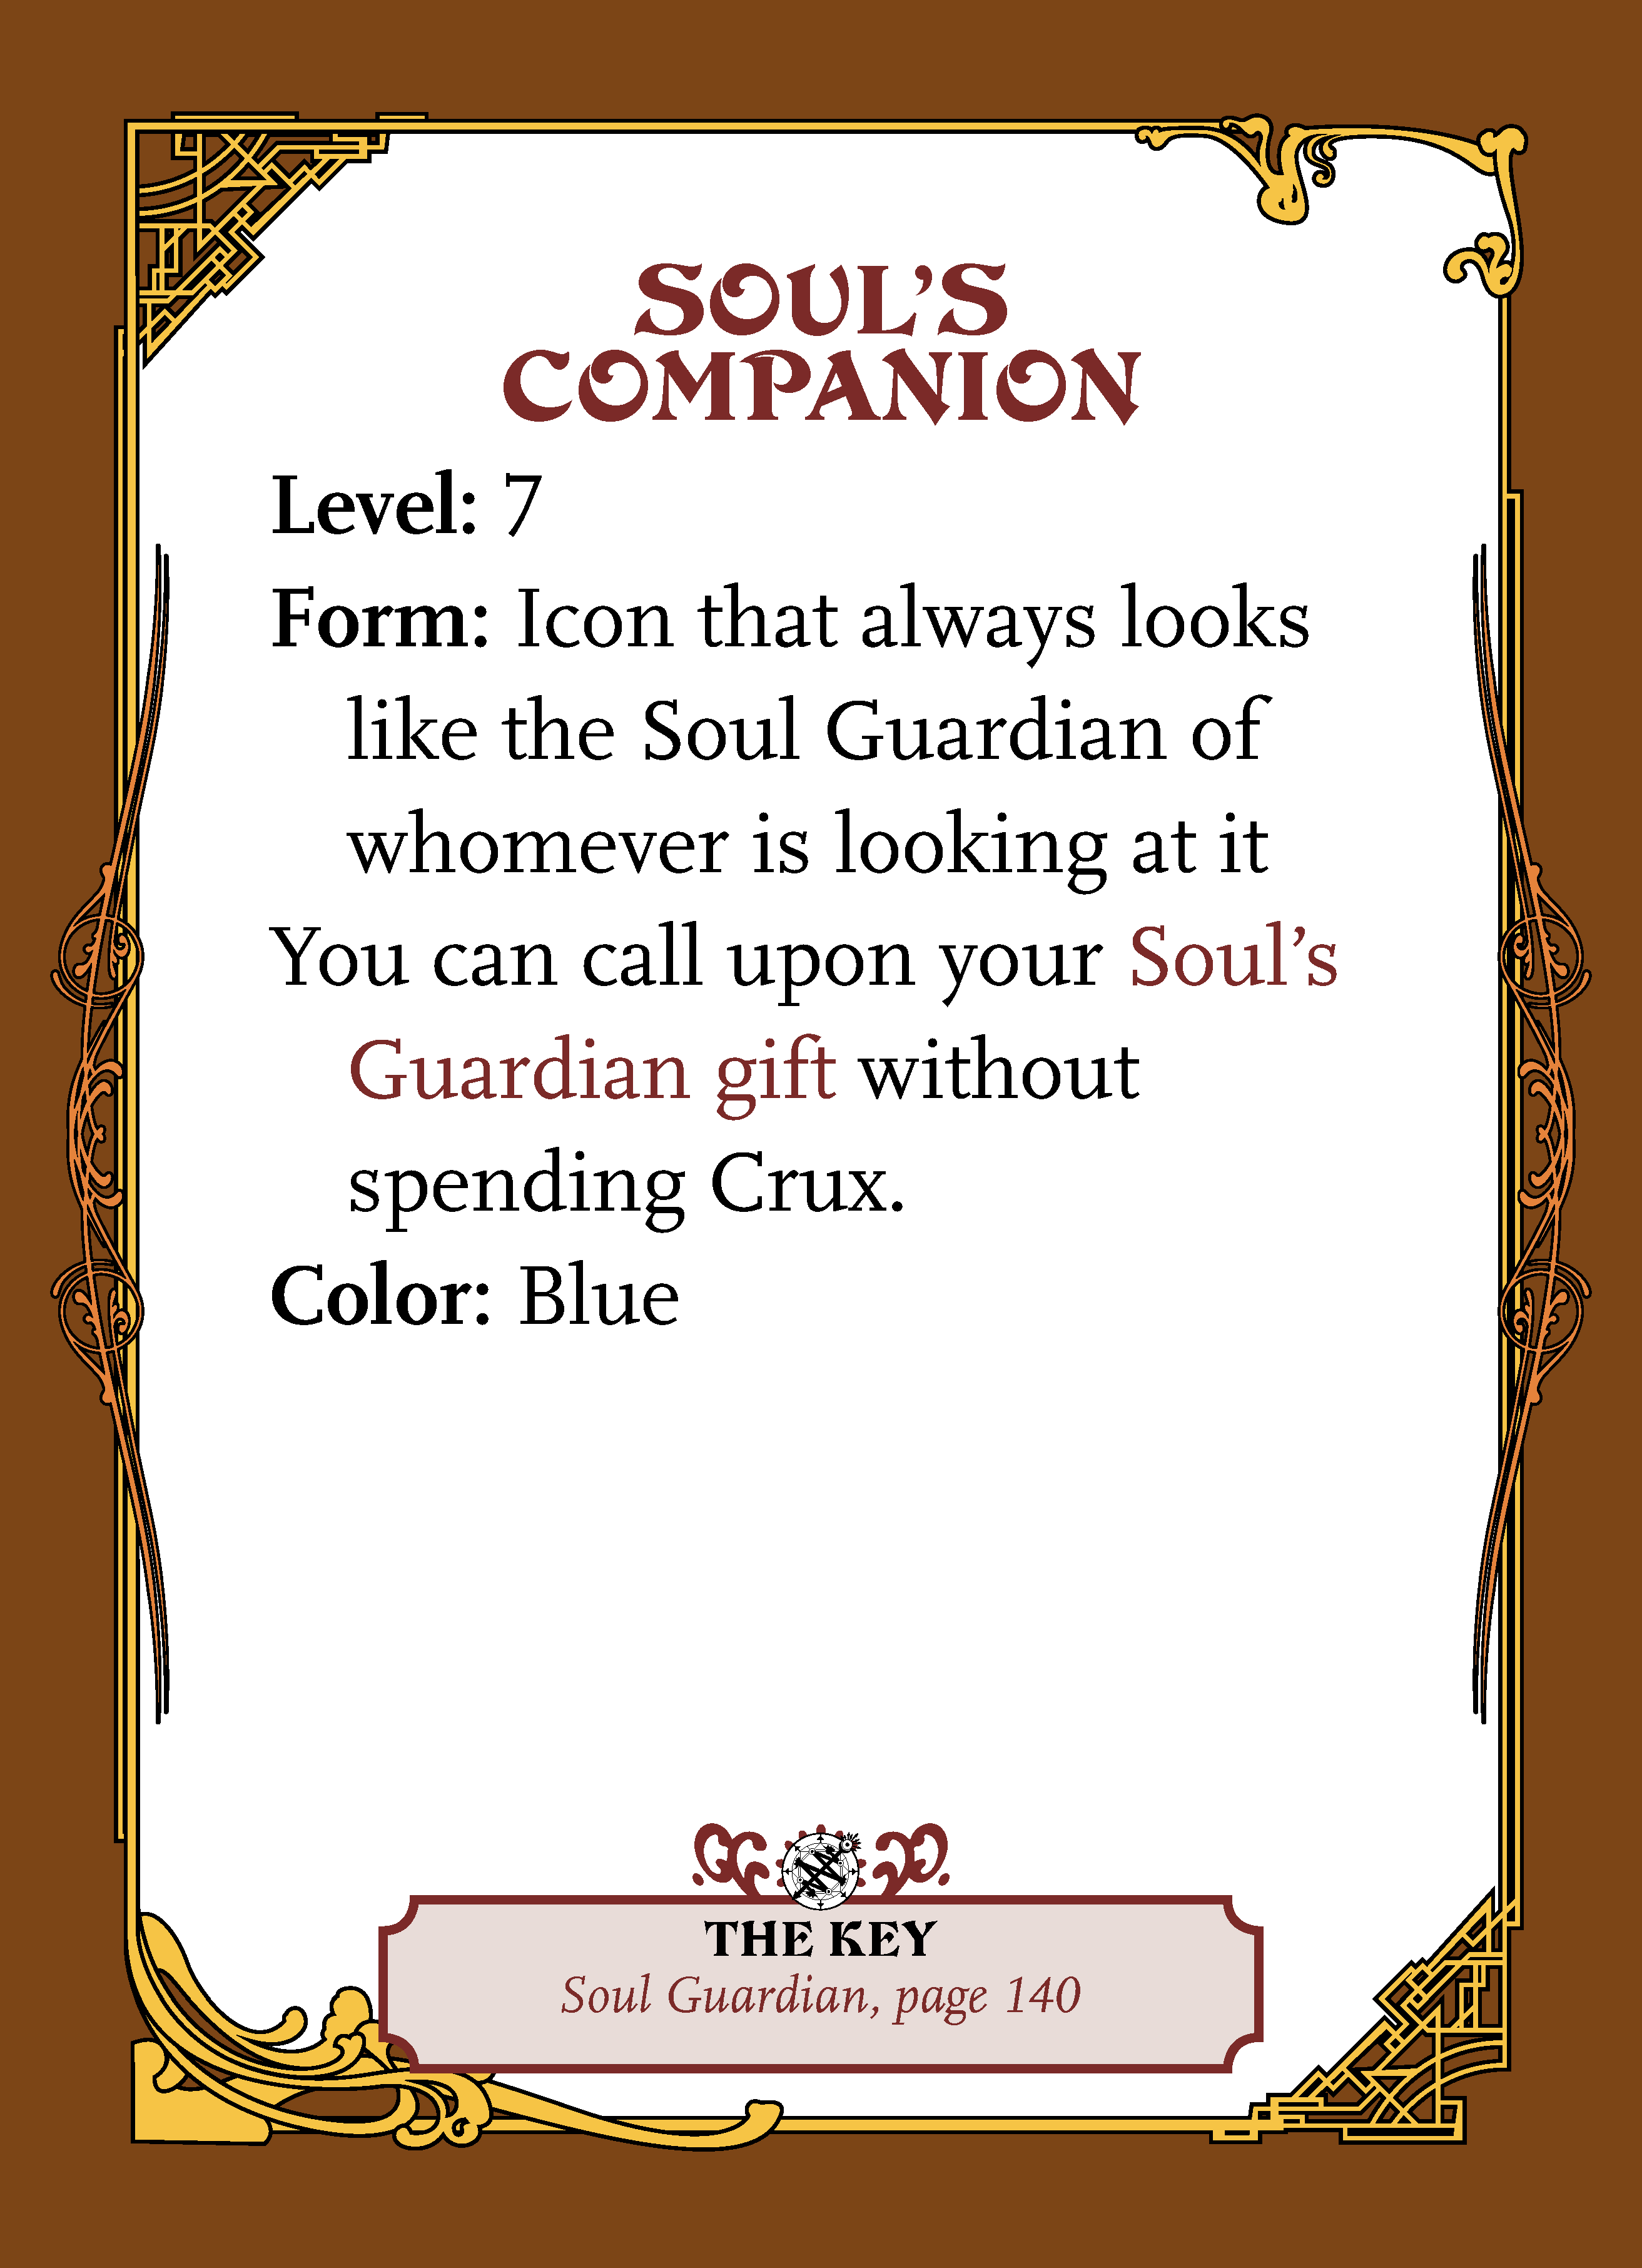 SOUL’S
COMPANION
Level: 7
Form: Icon that always looks
like the Soul Guardian of
whomever is looking at it
You can call upon your Soul’s
Guardian gift without
spending Crux.
Color: Blue
THE KEY
Soul Guardian, page 140